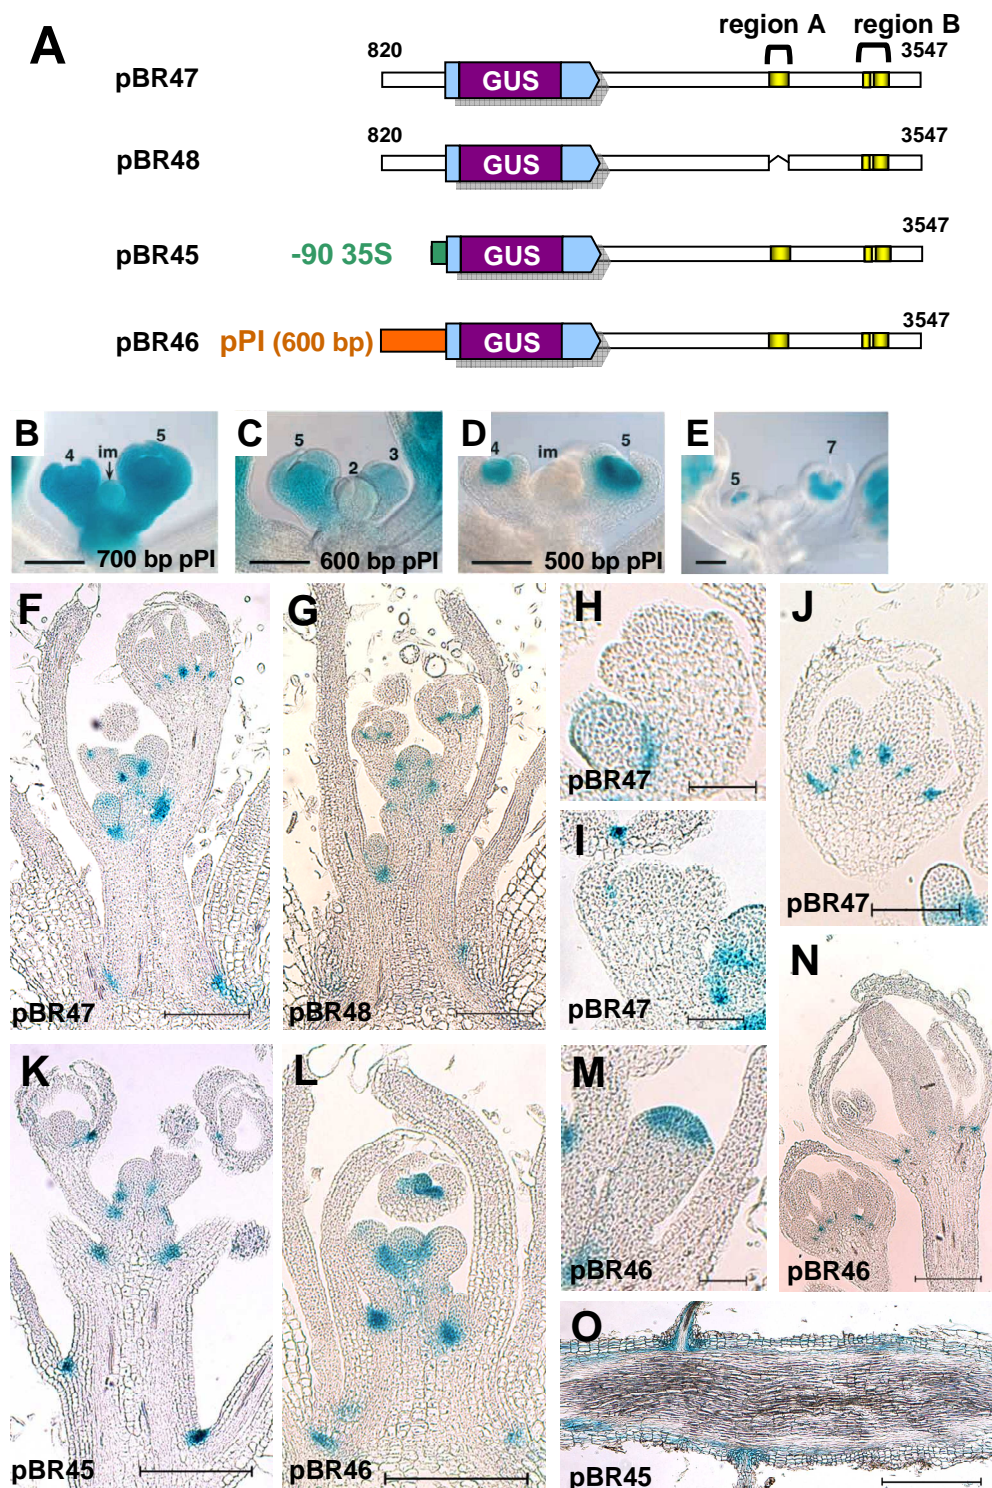 A
region A
region B
820
3547
pBR47
GUS
820
3547
pBR48
GUS
3547
pBR45
-90 35S
GUS
3547
pBR46
pPI (600 bp)
GUS
B
4
im
5
700 bp pPI
C
5
2
3
600 bp pPI
D
4
im
5
500 bp pPI
E
5
7
F
pBR47
G
pBR48
H
pBR47
I
pBR47
J
pBR47
K
pBR45
L
pBR46
M
pBR46
N
pBR46
O
pBR45